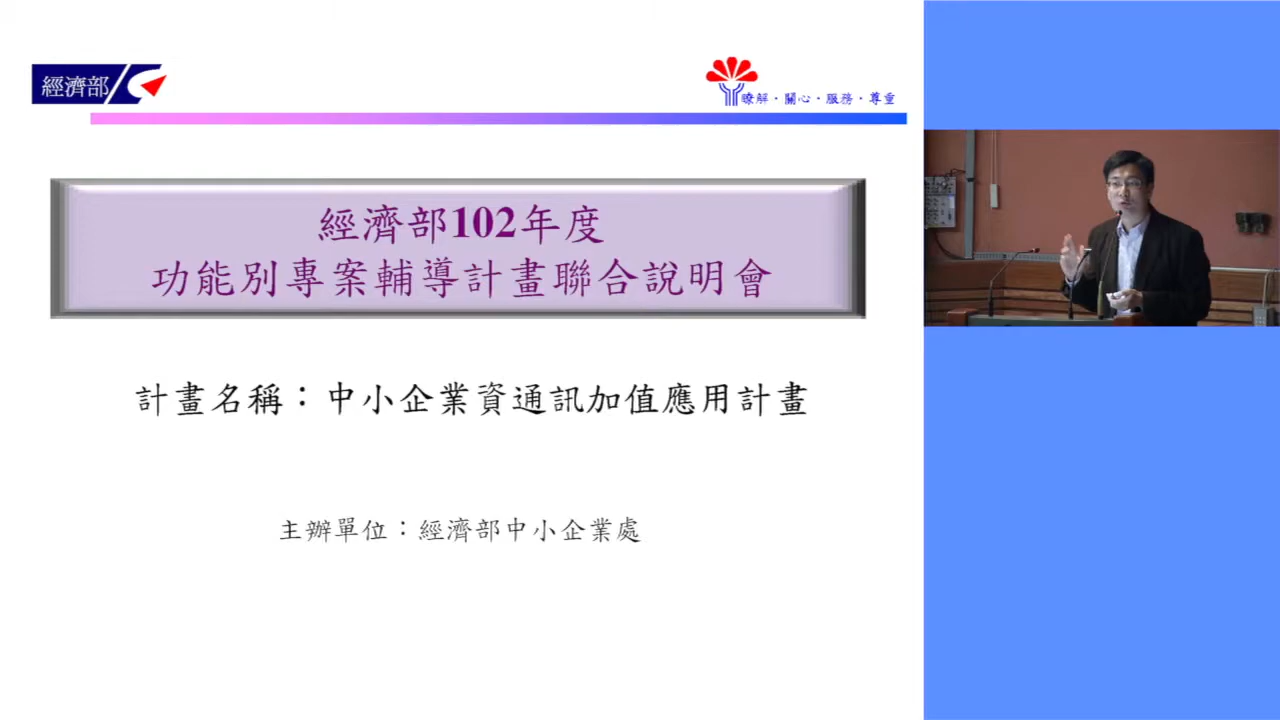 經濟部
瞭解・關心・服務・尊重
經濟部102年度
功能別專案輔導計畫聯合說明會
計畫名稱：中小企業資通訊加值應用計畫
主辦單位：經濟部中小企業處